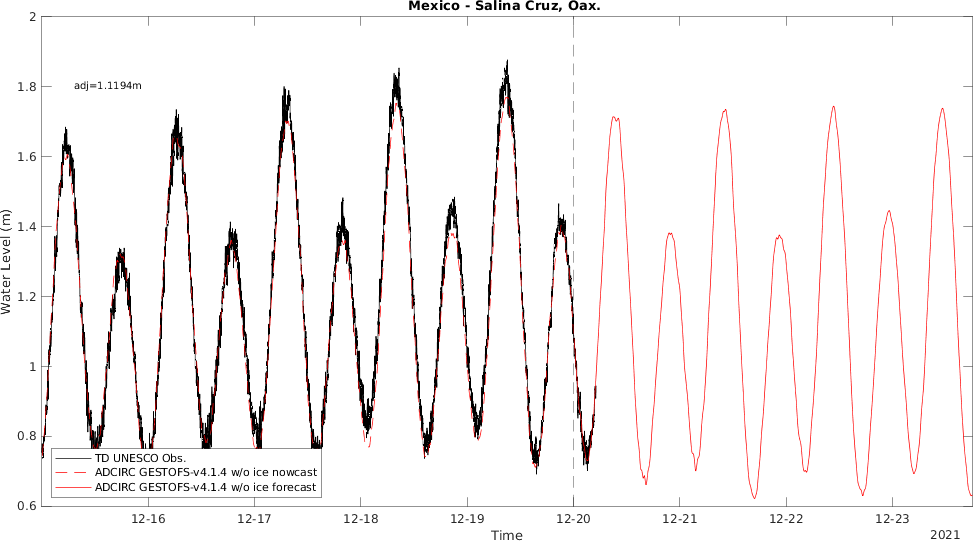 Mexico - Salina Cruz, Oax.
2
1.8
1.6
1.4
1.2
1
0.8
0.6
Water Level (m)
adj=1.1194m
TD UNESCO Obs.
ADCIRC GESTOFS-v4.1.4 w/o ice nowcast
ADCIRC GESTOFS-v4.1.4 w/o ice forecast
12-16 12-17 12-18 12-19 12-20 12-21 12-22 12-23
Time
2021